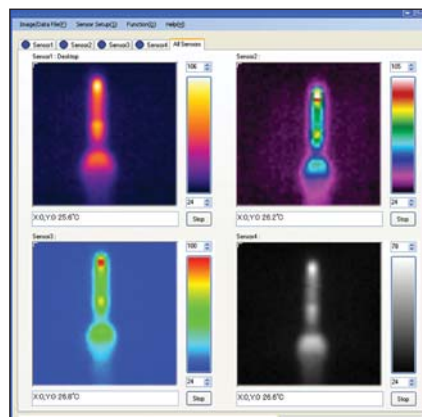 Image/Data File(F) Sensor Setup(S) Function(G) Help(H)
Sensor1 Sensor2 Sensor3 Sensor4 All Sensors
Sensor1 : Desktop
106
24
X:0,Y:0:25.6°C
Stop
Sensor2 :
105
24
X:0,Y:0:26.2°C
Stop
Sensor3 :
100
24
X:0,Y:0:26.8°C
Stop
Sensor4 :
78
24
X:0,Y:0:26.6°C
Stop